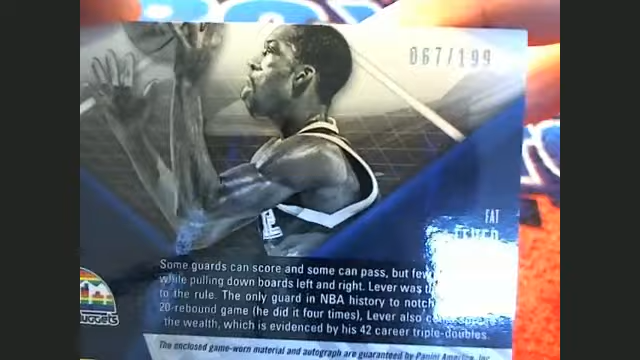 067/199
FAT
LEVER
Some guards can score and some can pass, but few
while pulling down boards left and right. Lever was
to the rule. The only guard in NBA history to notch
20-rebound game (he did it four times), Lever also
the wealth, which is evidenced by his 42 career triple-doubles.
The enclosed game-worn material and autograph are guaranteed by Panini America, Inc.
nuggets